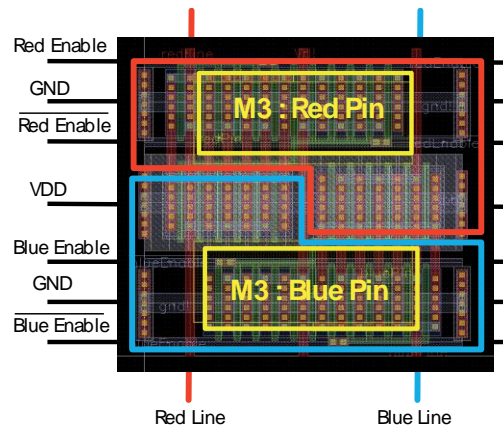 Red Enable
GND
Red Enable
VDD
Blue Enable
GND
Blue Enable
M3 : Red Pin
M3 : Blue Pin
Red Line
Blue Line